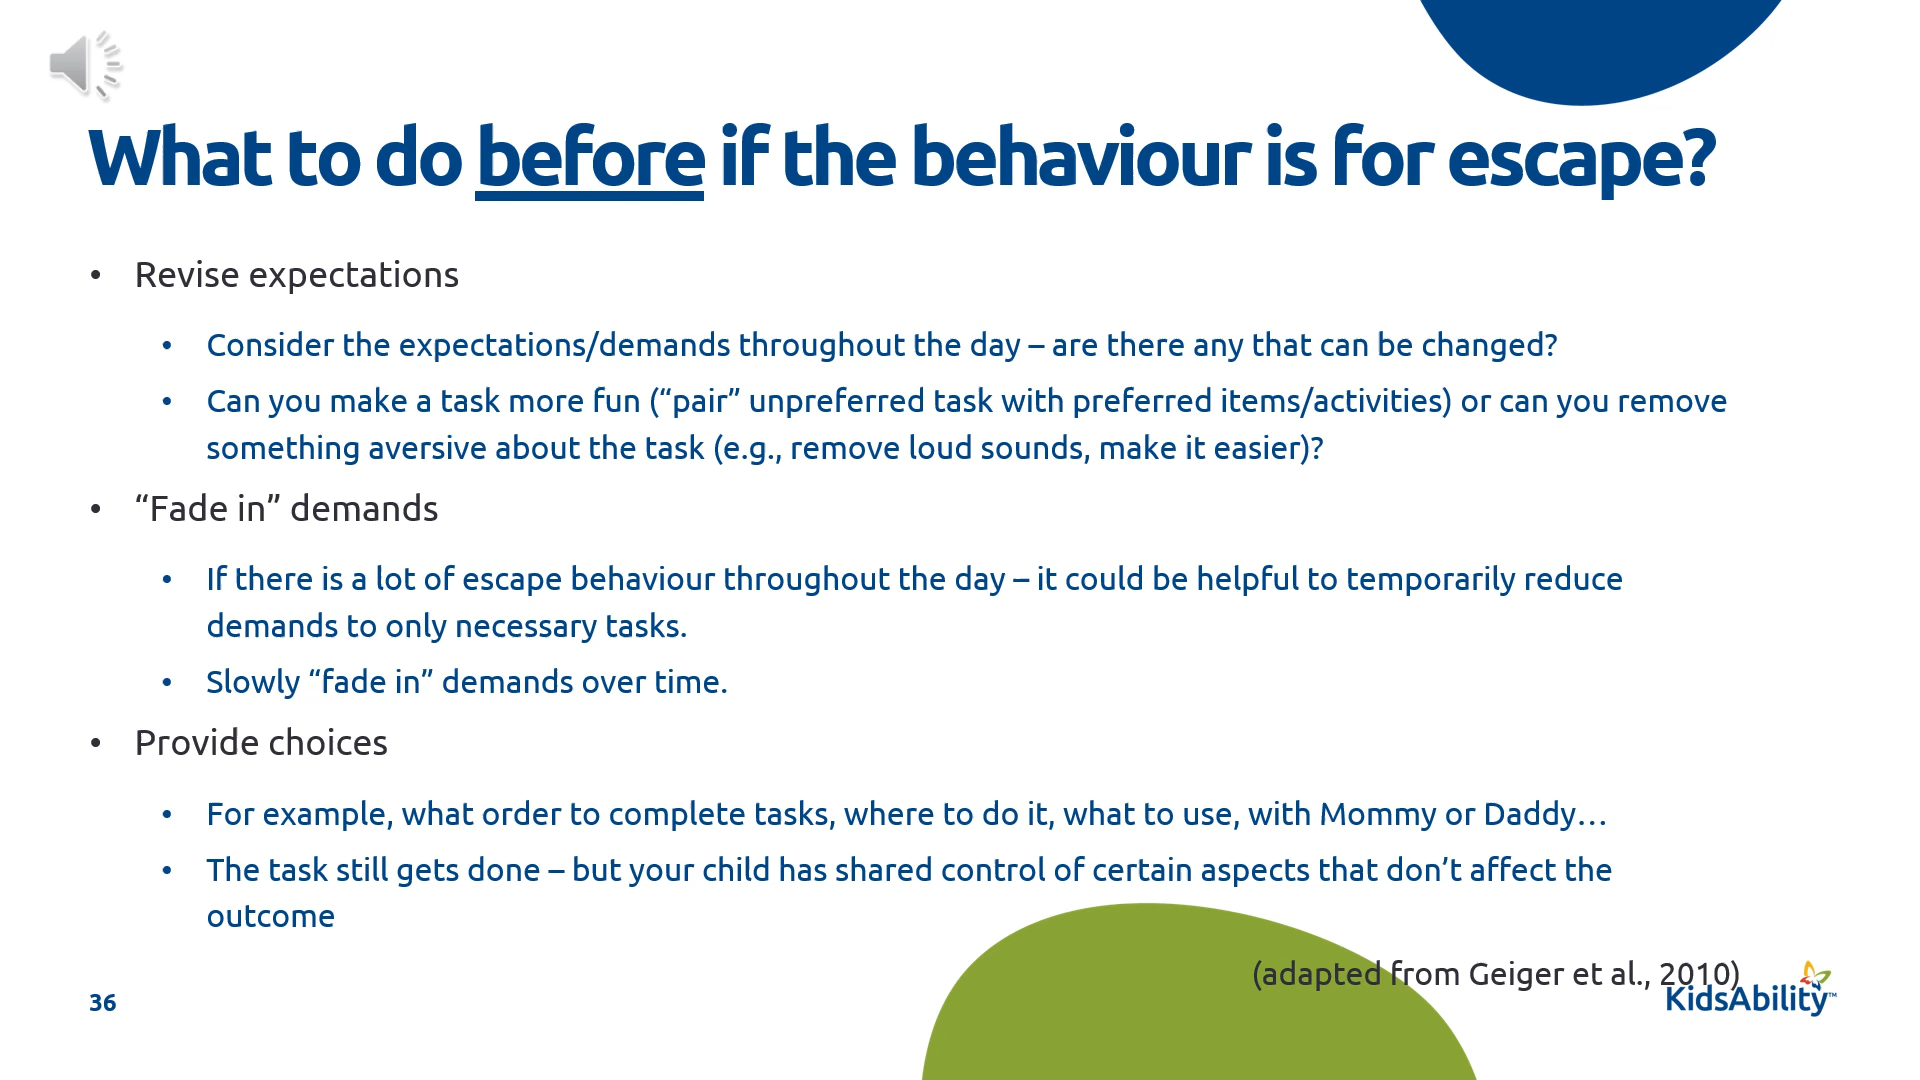 What to do before if the behaviour is for escape?
• Revise expectations
• Consider the expectations/demands throughout the day – are there any that can be changed?
• Can you make a task more fun (“pair” unpreferred task with preferred items/activities) or can you remove
something aversive about the task (e.g., remove loud sounds, make it easier)?
• “Fade in” demands
• If there is a lot of escape behaviour throughout the day – it could be helpful to temporarily reduce
demands to only necessary tasks.
• Slowly “fade in” demands over time.
• Provide choices
• For example, what order to complete tasks, where to do it, what to use, with Mommy or Daddy…
• The task still gets done – but your child has shared control of certain aspects that don’t affect the
outcome
(adapted from Geiger et al., 2010)
36
KidsAbility™